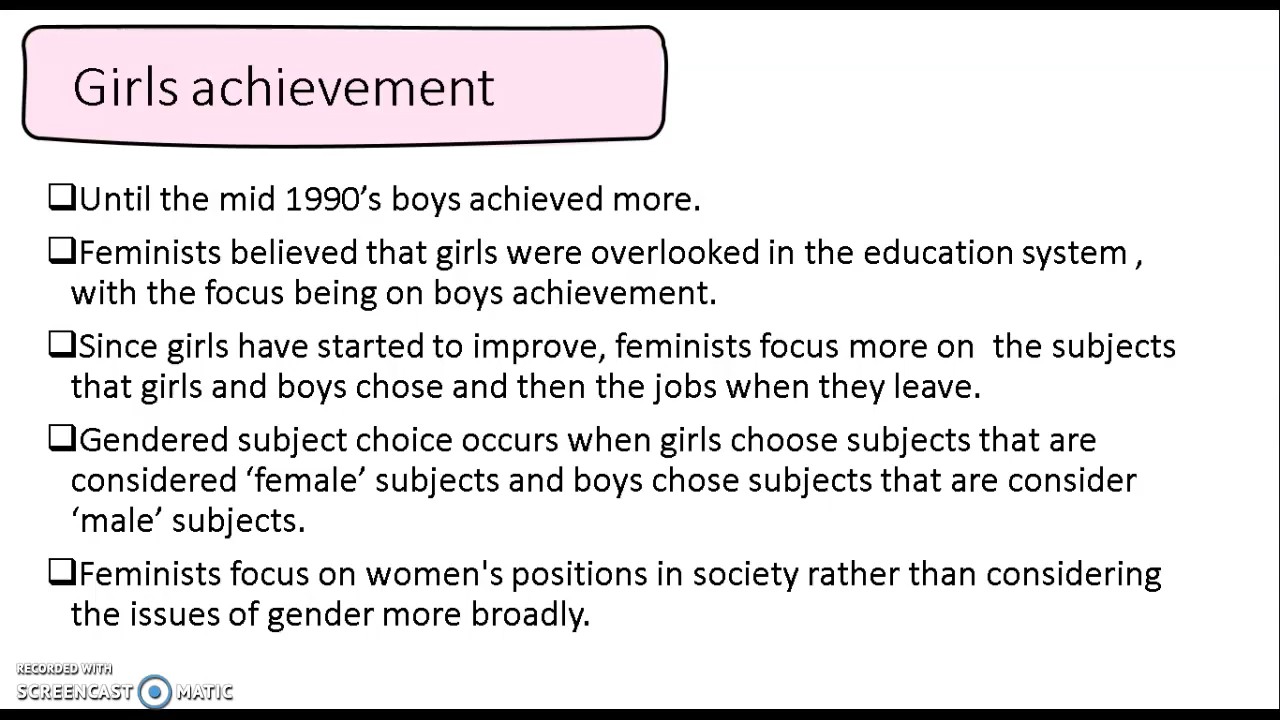 Girls achievement
❑Until the mid 1990’s boys achieved more.
❑Feminists believed that girls were overlooked in the education system ,
with the focus being on boys achievement.
❑Since girls have started to improve, feminists focus more on  the subjects
that girls and boys chose and then the jobs when they leave.
❑Gendered subject choice occurs when girls choose subjects that are
considered ‘female’ subjects and boys chose subjects that are consider
‘male’ subjects.
❑Feminists focus on women's positions in society rather than considering
the issues of gender more broadly.
RECORDED WITH
SCREENCAST MATIC